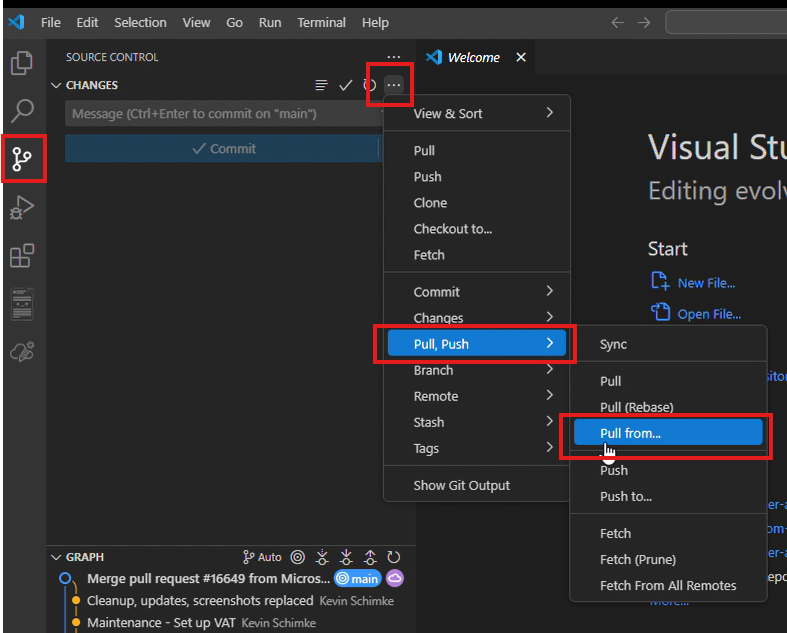 File Edit Selection View Go Run Terminal Help
SOURCE CONTROL
Welcome
CHANGES
Message (Ctrl+Enter to commit on "main")
Commit
View & Sort
Pull
Push
Clone
Checkout to...
Fetch
Commit
Changes
Pull, Push
Branch
Remote
Stash
Tags
Show Git Output
Sync
Pull
Pull (Rebase)
Pull from...
Push
Push to...
Fetch
Fetch (Prune)
Fetch From All Remotes
Visual Stu
Editing evolv
Start
New File...
Open File...
More...
GRAPH
Auto
Merge pull request #16649 from Micros... main
Cleanup, updates, screenshots replaced Kevin Schimke
Maintenance - Set up VAT Kevin Schimke